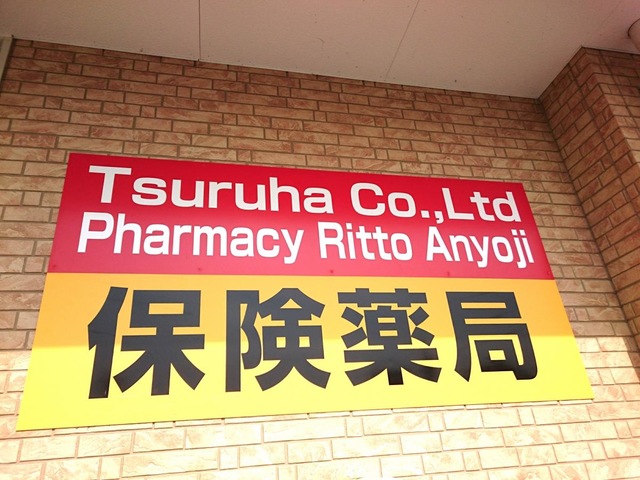 Tsuruha Co.,Ltd
Pharmacy Ritto Anyoji
保険薬局